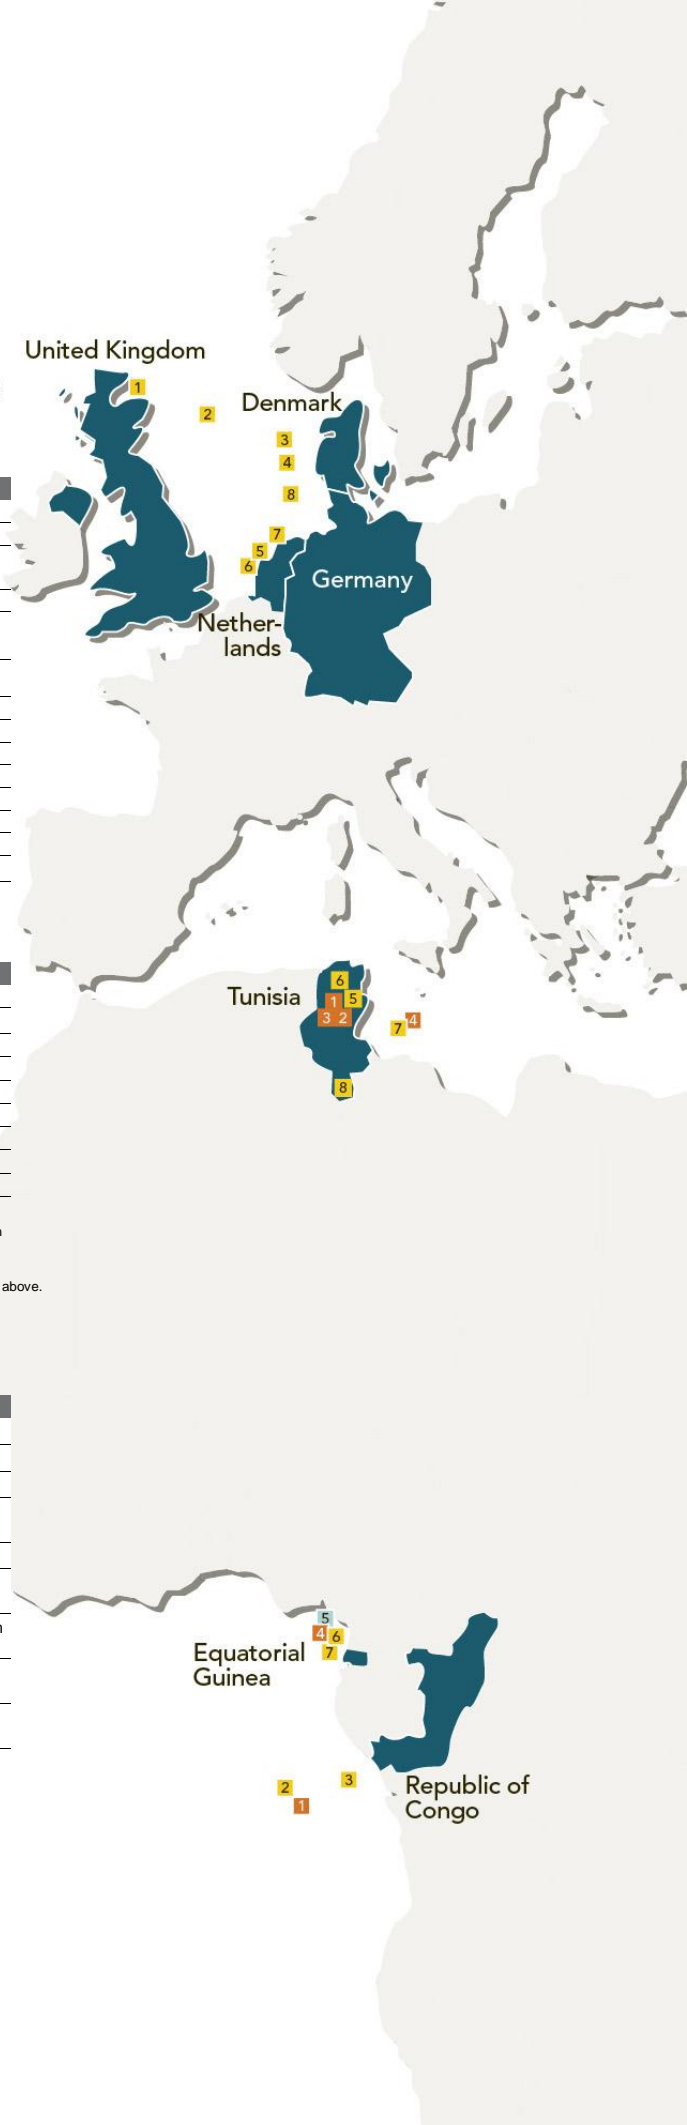 United Kingdom
1
2
Denmark
3
4
8
7
5
6
Germany
Nether-
lands
6
Tunisia
1 5
3 2
7 4
8
above.
5
4 6
Equatorial 7
Guinea
3
2
Republic of
1
Congo